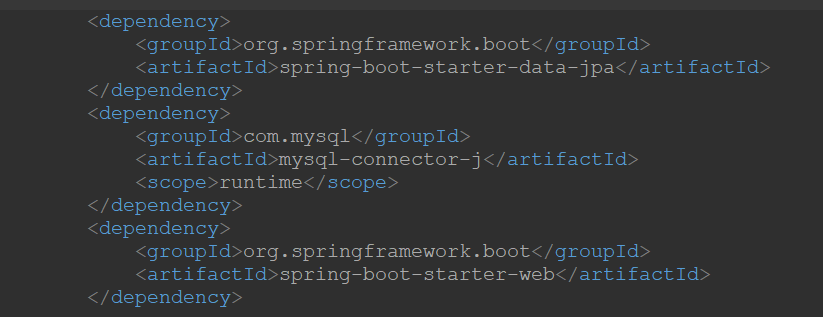 <dependency>
    <groupId>org.springframework.boot</groupId>
    <artifactId>spring-boot-starter-data-jpa</artifactId>
</dependency>
<dependency>
    <groupId>com.mysql</groupId>
    <artifactId>mysql-connector-j</artifactId>
    <scope>runtime</scope>
</dependency>
<dependency>
    <groupId>org.springframework.boot</groupId>
    <artifactId>spring-boot-starter-web</artifactId>
</dependency>